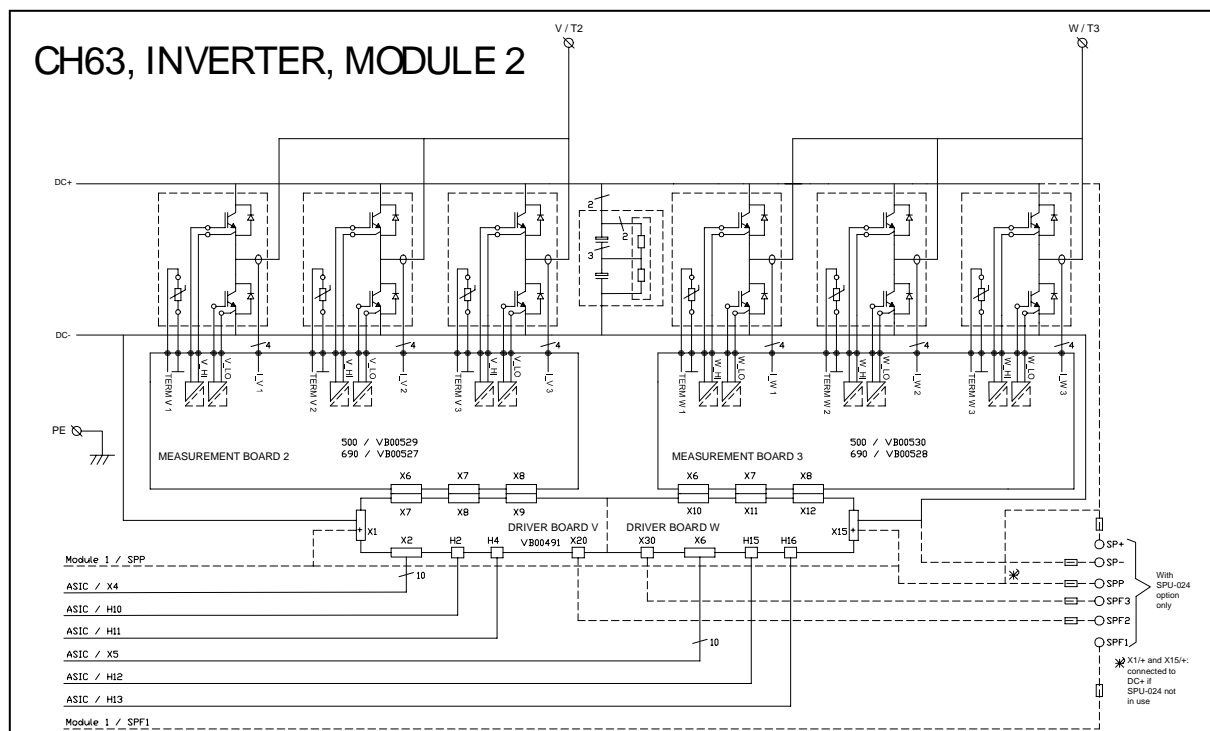 V / T2
W / T3
CH63, INVERTER, MODULE 2
DC+
2
2
3
DC-
4
4
4
4
4
4
TERM V 1
V_HI
V_LO
I_V 1
TERM V 2
V_HI
V_LO
I_V 2
TERM V 3
V_HI
V_LO
I_V 3
TERM W 1
W_HI
W_LO
I_W 1
TERM W 2
W_HI
W_LO
I_W 2
TERM W 3
W_HI
W_LO
I_W 3
PE
MEASUREMENT BOARD 2
500 / VB00529
690 / VB00527
MEASUREMENT BOARD 3
500 / VB00530
690 / VB00528
X6
X7
X8
X6
X7
X8
X7
X8
X9
X10
X11
X12
+
X1
DRIVER BOARD V
VB00491
DRIVER BOARD W
X15
+
X2
H2
H4
X20
X30
X6
H15
H16
Module 1 / SPP
10
ASIC / X4
ASIC / H10
ASIC / H11
10
ASIC / X5
ASIC / H12
ASIC / H13
Module 1 / SPF1
SP+
SP-
SPP
SPF3
SPF2
SPF1
With
SPU-024
option
only
X1/+ and X15/+:
connected to
DC+ if
SPU-024 not
in use